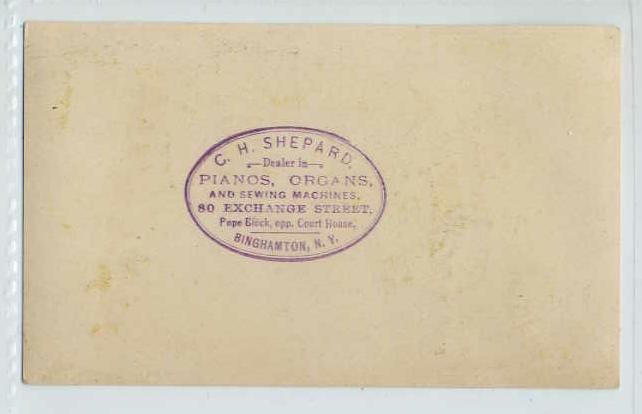 C. H. SHEPARD,
Dealer in
PIANOS, ORGANS,
AND SEWING MACHINES,
80 EXCHANGE STREET,
Pope Block, opp. Court House,
BINGHAMTON, N. Y.